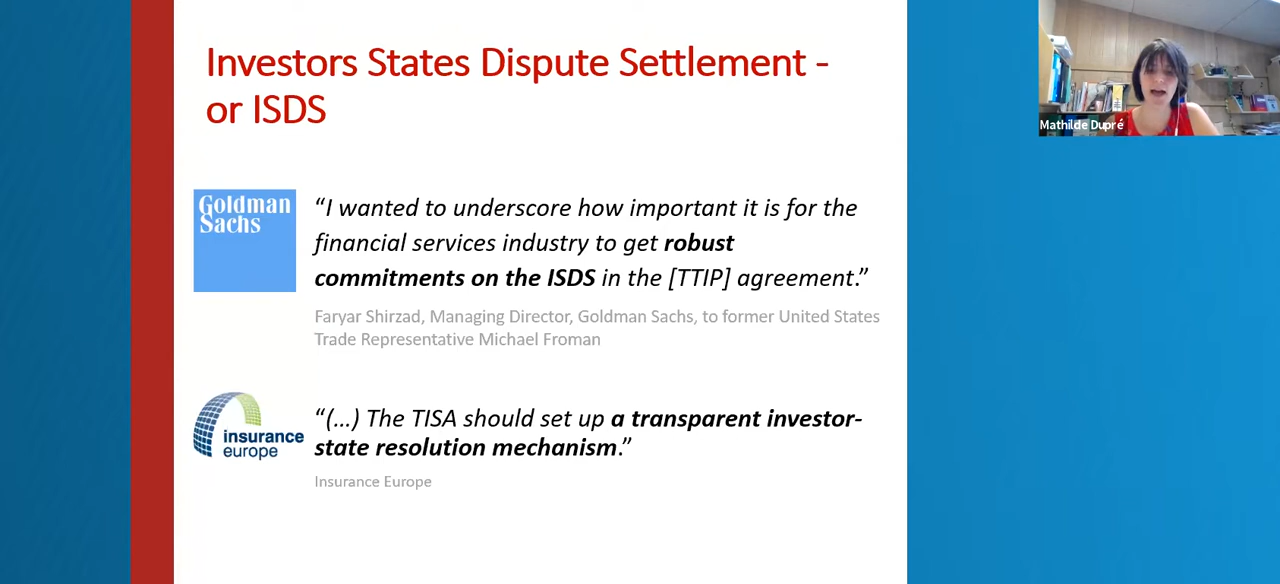 Investors States Dispute Settlement -
or ISDS
Mathilde Dupré
Goldman
Sachs
“I wanted to underscore how important it is for the
financial services industry to get robust
commitments on the ISDS in the [TTIP] agreement.”
Faryar Shirzad, Managing Director, Goldman Sachs, to former United States
Trade Representative Michael Froman
insurance
europe
“(…) The TISA should set up a transparent investor-
state resolution mechanism.”
Insurance Europe